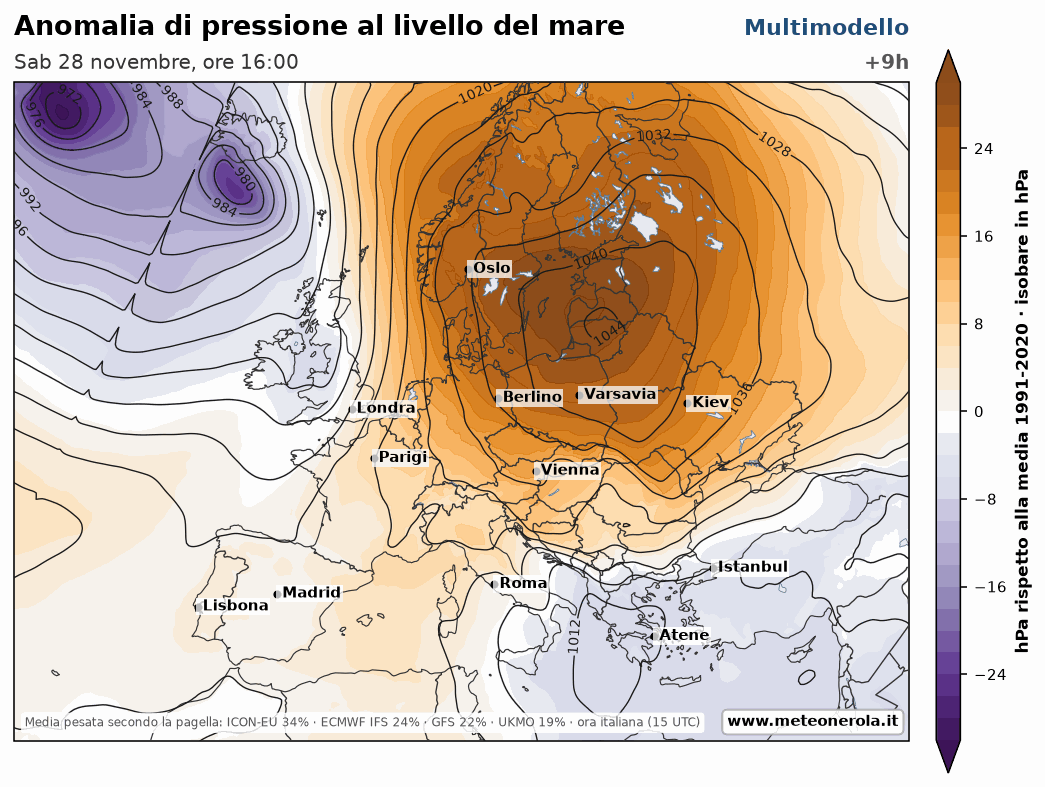 Anomalia di pressione al livello del mare
Multimodello
Sab 28 novembre, ore 16:00
+9h
972
976
984
988
1020
1032
1028
980
984
992
96
1040
1044
1036
1012
Oslo
Berlino
Varsavia
Kiev
Londra
Parigi
Vienna
Istanbul
Roma
Madrid
Lisbona
Atene
24
16
8
0
−8
−16
−24
hPa rispetto alla media 1991-2020 · isobare in hPa
Media pesata secondo la pagella: ICON-EU 34% · ECMWF IFS 24% · GFS 22% · UKMO 19% · ora italiana (15 UTC)
www.meteonerola.it